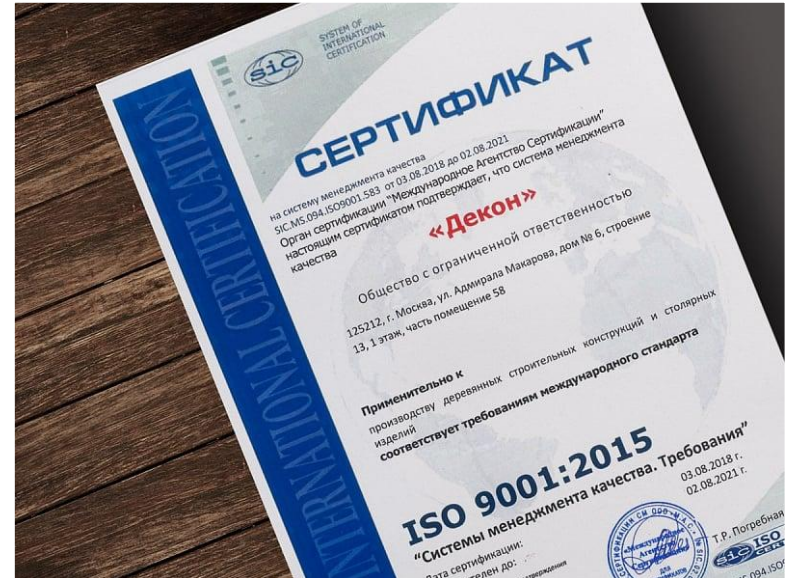 SIC
SYSTEM OF
INTERNATIONAL
CERTIFICATION
INTERNATIONAL CERTIFICATION
СЕРТИФИКАТ
на систему менеджмента качества
SIC.MS.094.ISO9001.583 от 03.08.2018 до 02.08.2021
Орган сертификации "Международное Агентство Сертификации"
настоящим сертификатом подтверждает, что система менеджмента
качества
«Декон»
Общество с ограниченной ответственностью
125212, г. Москва, ул. Адмирала Макарова, дом № 6, строение
13, 1 этаж, часть помещение 58
Применительно к
производству деревянных строительных конструкций и столярных
изделий
соответствует требованиям международного стандарта
ISO 9001:2015
"Системы менеджмента качества. Требования"
Дата сертификации:
03.08.2018 г.
02.08.2021 г.
Т.Р. Погребная
SIC ISO